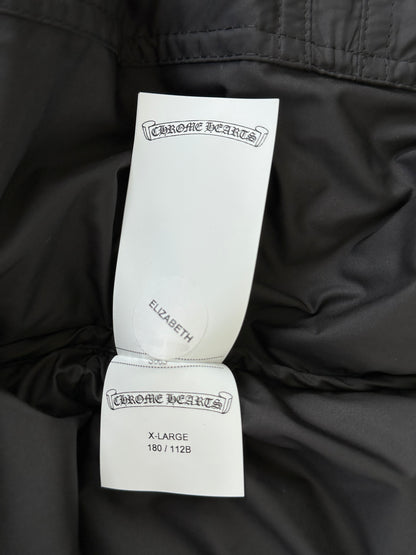 CHROME HEARTS
ELIZABETH
CHROME HEARTS
X-LARGE
180 / 112B